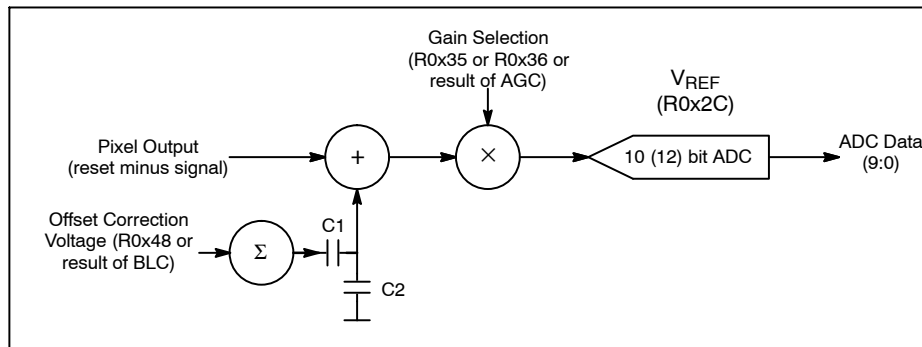 Gain Selection
(R0x35 or R0x36 or
result of AGC)
VREF
(R0x2C)
Pixel Output
(reset minus signal)
+
×
10 (12) bit ADC
ADC Data
(9:0)
Offset Correction
Voltage (R0x48 or
result of BLC)
Σ
C1
C2